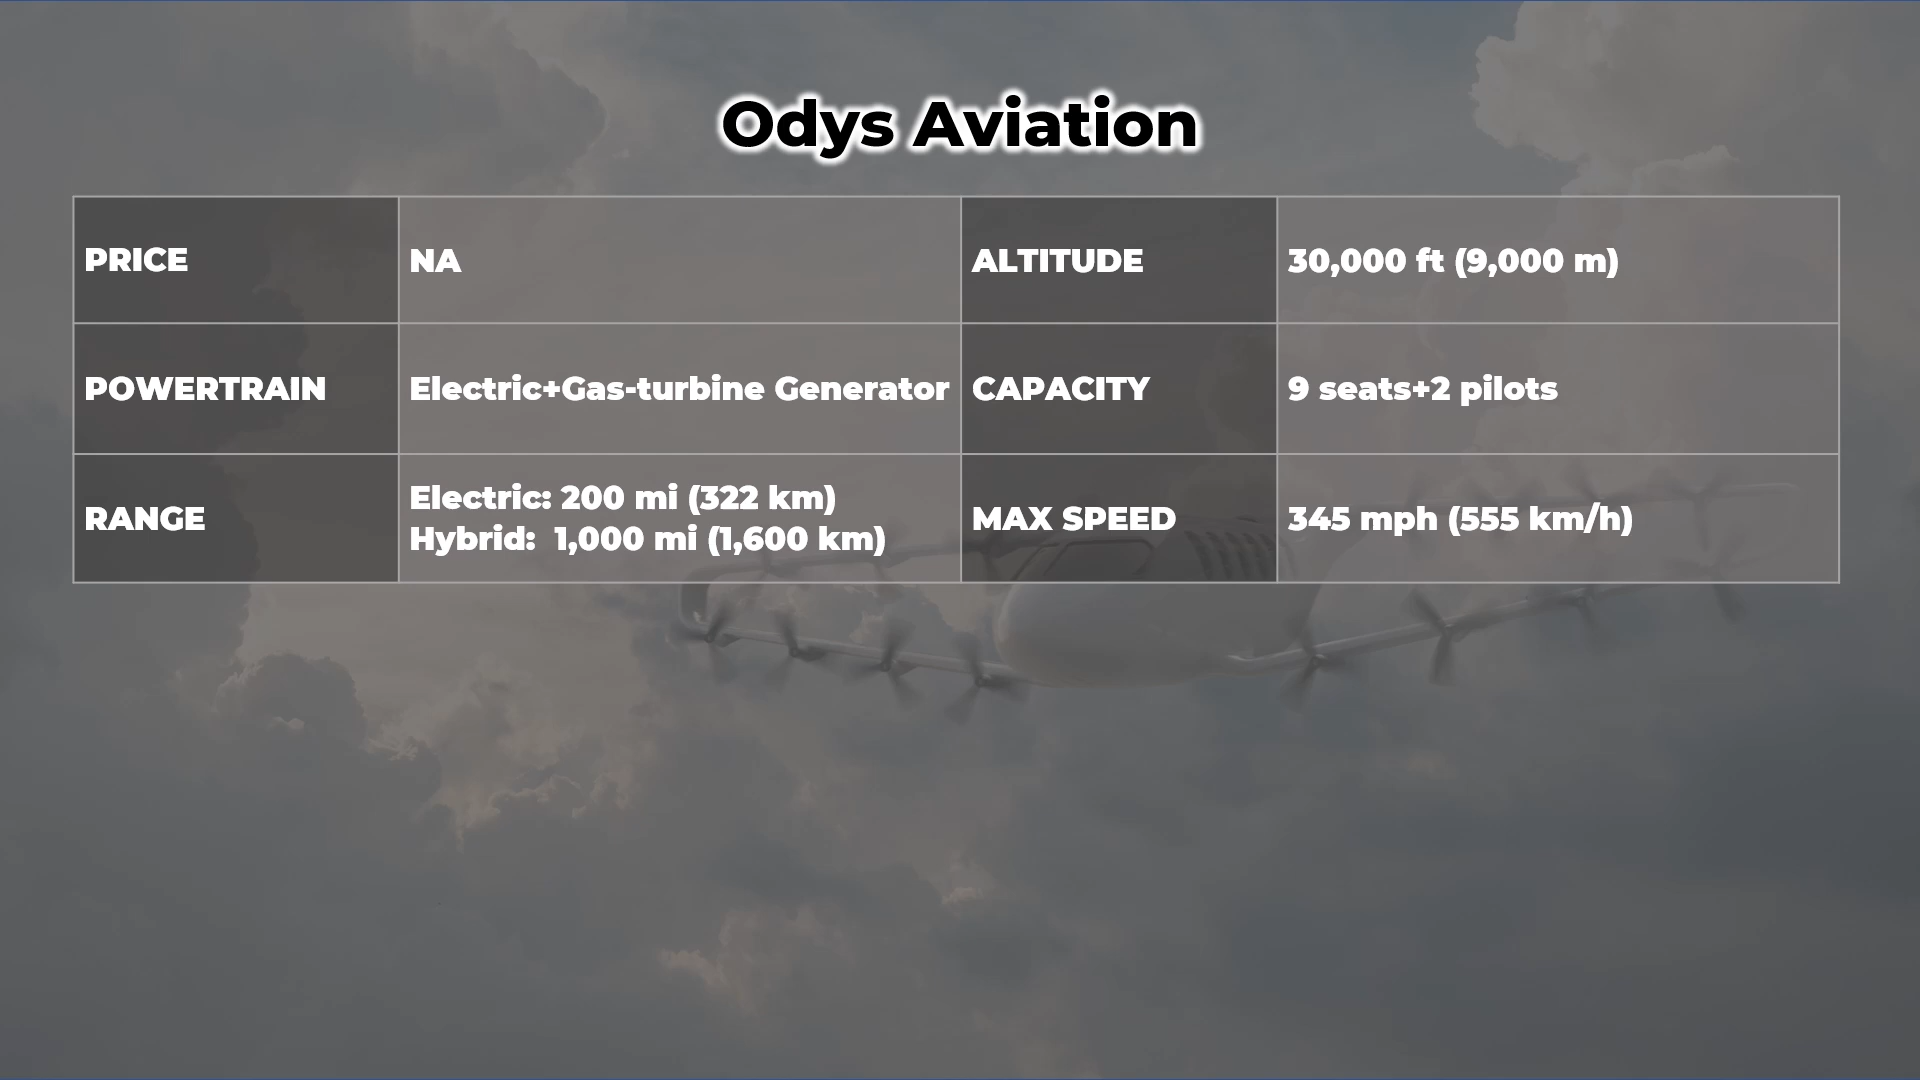 Odys Aviation
PRICE
NA
ALTITUDE
30,000 ft (9,000 m)
POWERTRAIN
Electric+Gas-turbine Generator
CAPACITY
9 seats+2 pilots
RANGE
Electric: 200 mi (322 km)
Hybrid:  1,000 mi (1,600 km)
MAX SPEED
345 mph (555 km/h)